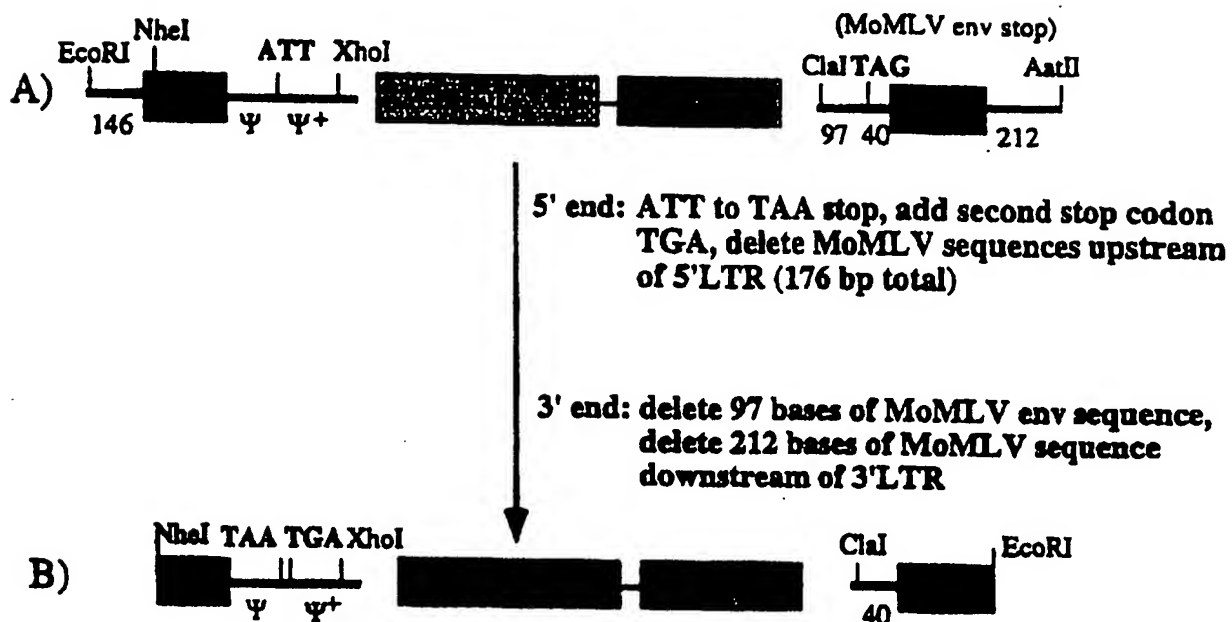 (MoMLV env stop)
NheI
EcoRI ATT XhoI ClaI TAG AatII
A)
146 Ψ Ψ+ 97 40 212
5' end: ATT to TAA stop, add second stop codon
TGA, delete MoMLV sequences upstream
of 5'LTR (176 bp total)
3' end: delete 97 bases of MoMLV env sequence,
delete 212 bases of MoMLV sequence
downstream of 3'LTR
NheI TAA TGA XhoI ClaI EcoRI
B)
Ψ Ψ+ 40